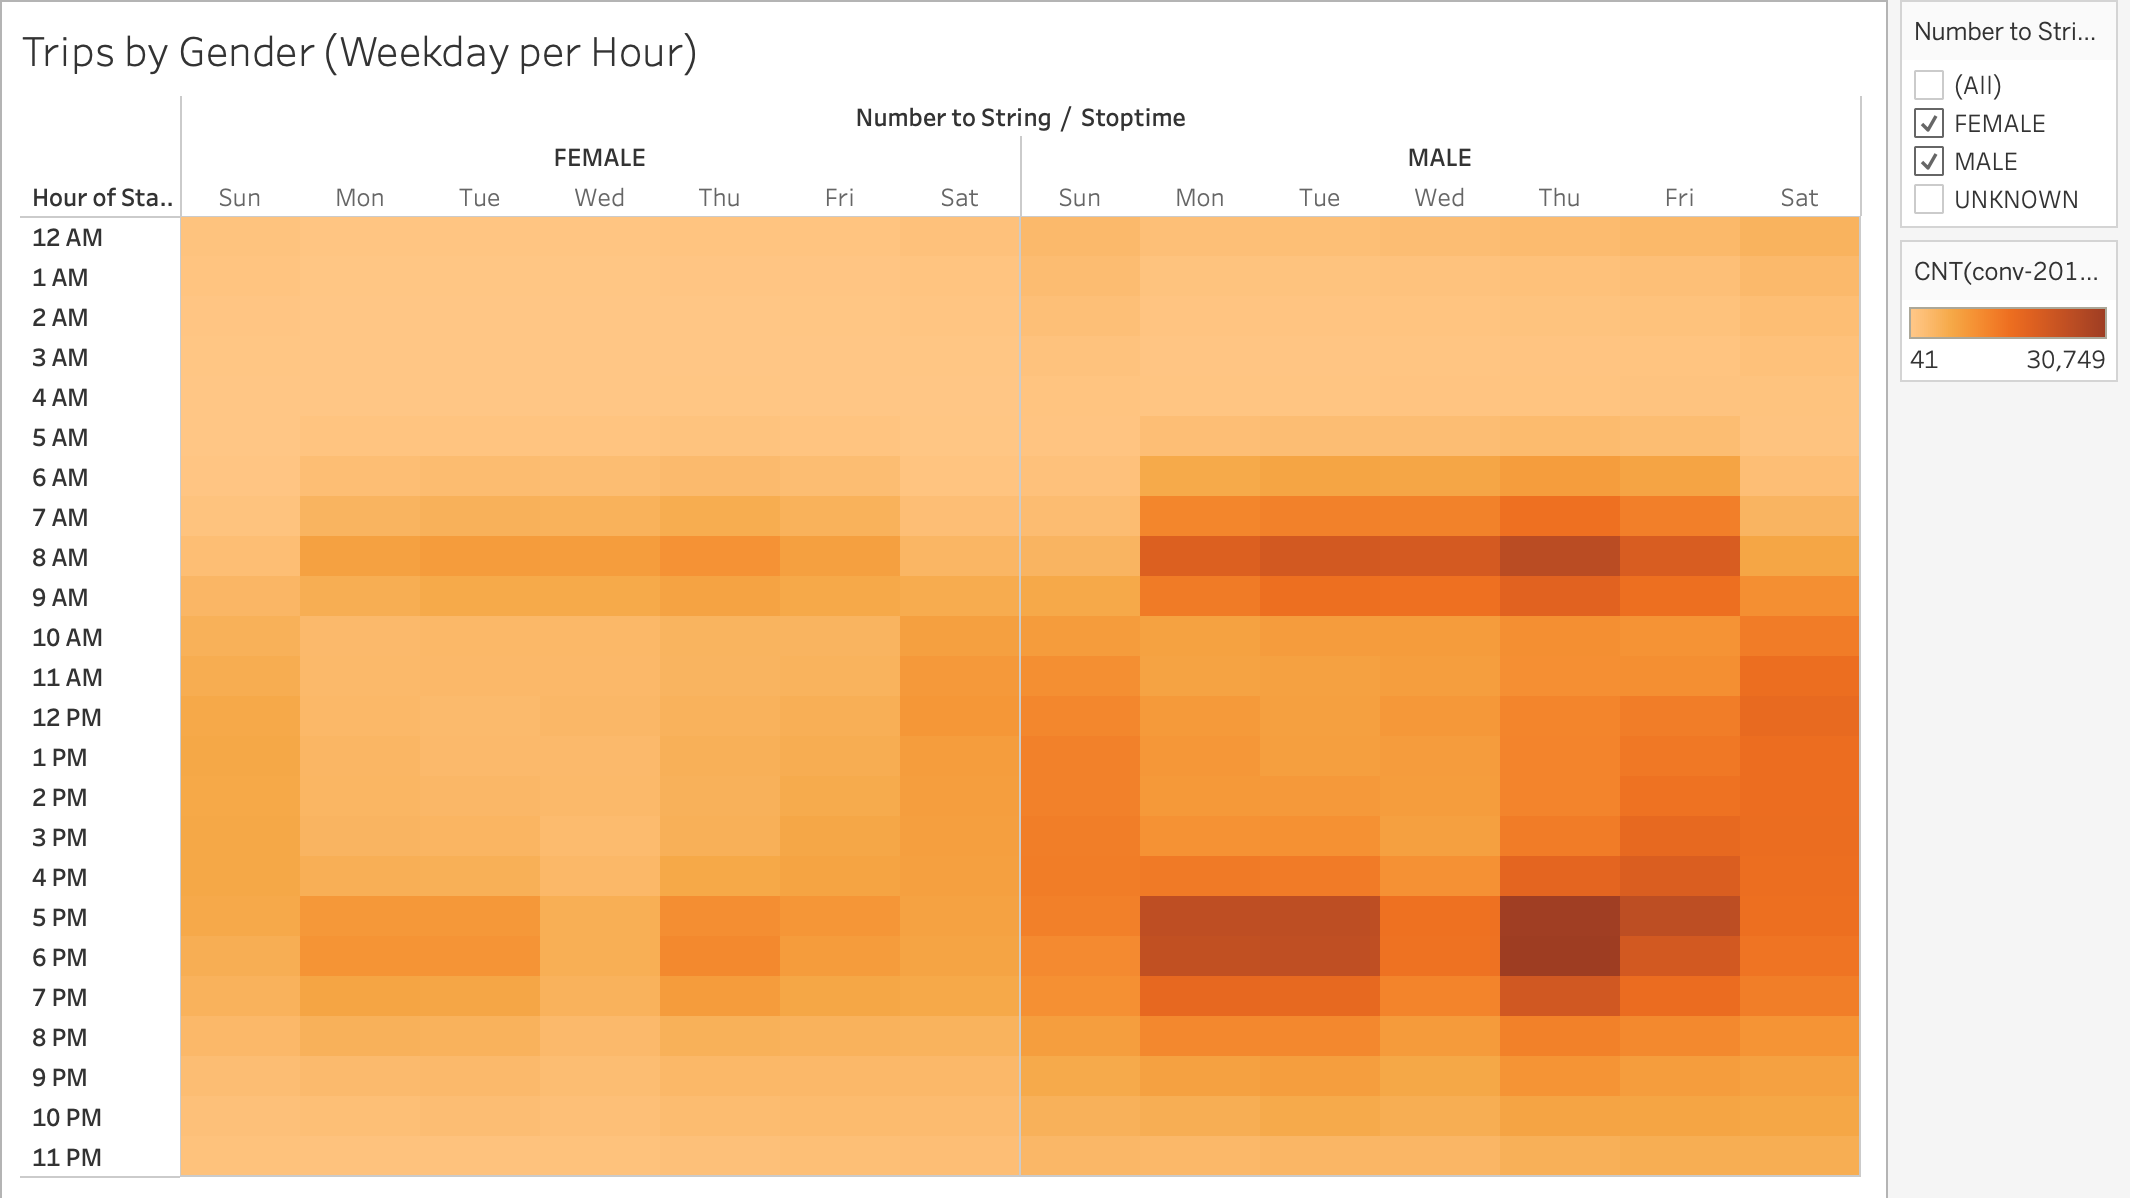 Trips by Gender (Weekday per Hour)
Number to String / Stoptime
FEMALE MALE
Hour of Sta.. Sun Mon Tue Wed Thu Fri Sat Sun Mon Tue Wed Thu Fri Sat
12 AM
1 AM
2 AM
3 AM
4 AM
5 AM
6 AM
7 AM
8 AM
9 AM
10 AM
11 AM
12 PM
1 PM
2 PM
3 PM
4 PM
5 PM
6 PM
7 PM
8 PM
9 PM
10 PM
11 PM
Number to Stri...
(All)
FEMALE
MALE
UNKNOWN
CNT(conv-201...
41 30,749